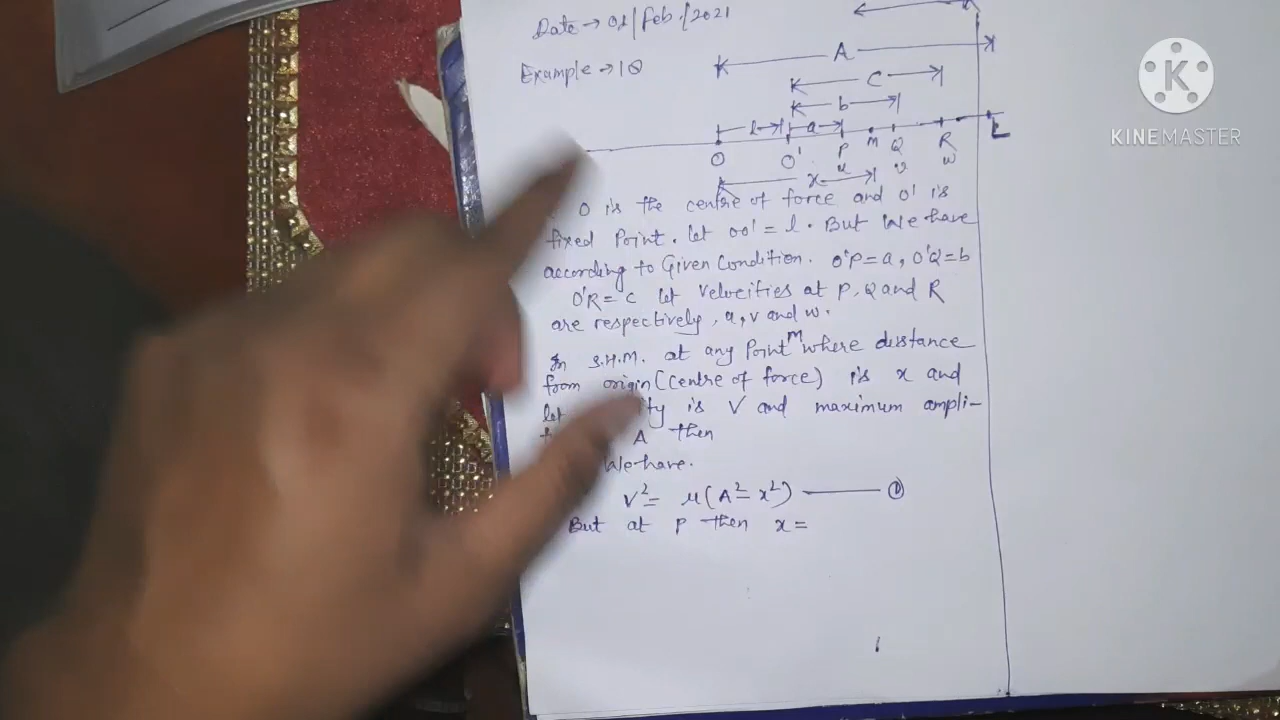 Date → 01/Feb./2021
Example → 18
A
C
b
l a
O O' P M Q R L
u v w
x
O is the centre of force and O' is
fixed Point. Let OO' = l. But We have
according to Given Condition. O'P=a, O'Q=b
O'R=c Let velocities at P, Q and R
are respectively, u, v and w.
In S.H.M. at any Point M where distance
from origin (Centre of force) is x and
let is V and maximum ampli-
A then
We have.
V² = μ(A² - x²) ——— ①
But at P then x =
K
KINEMASTER